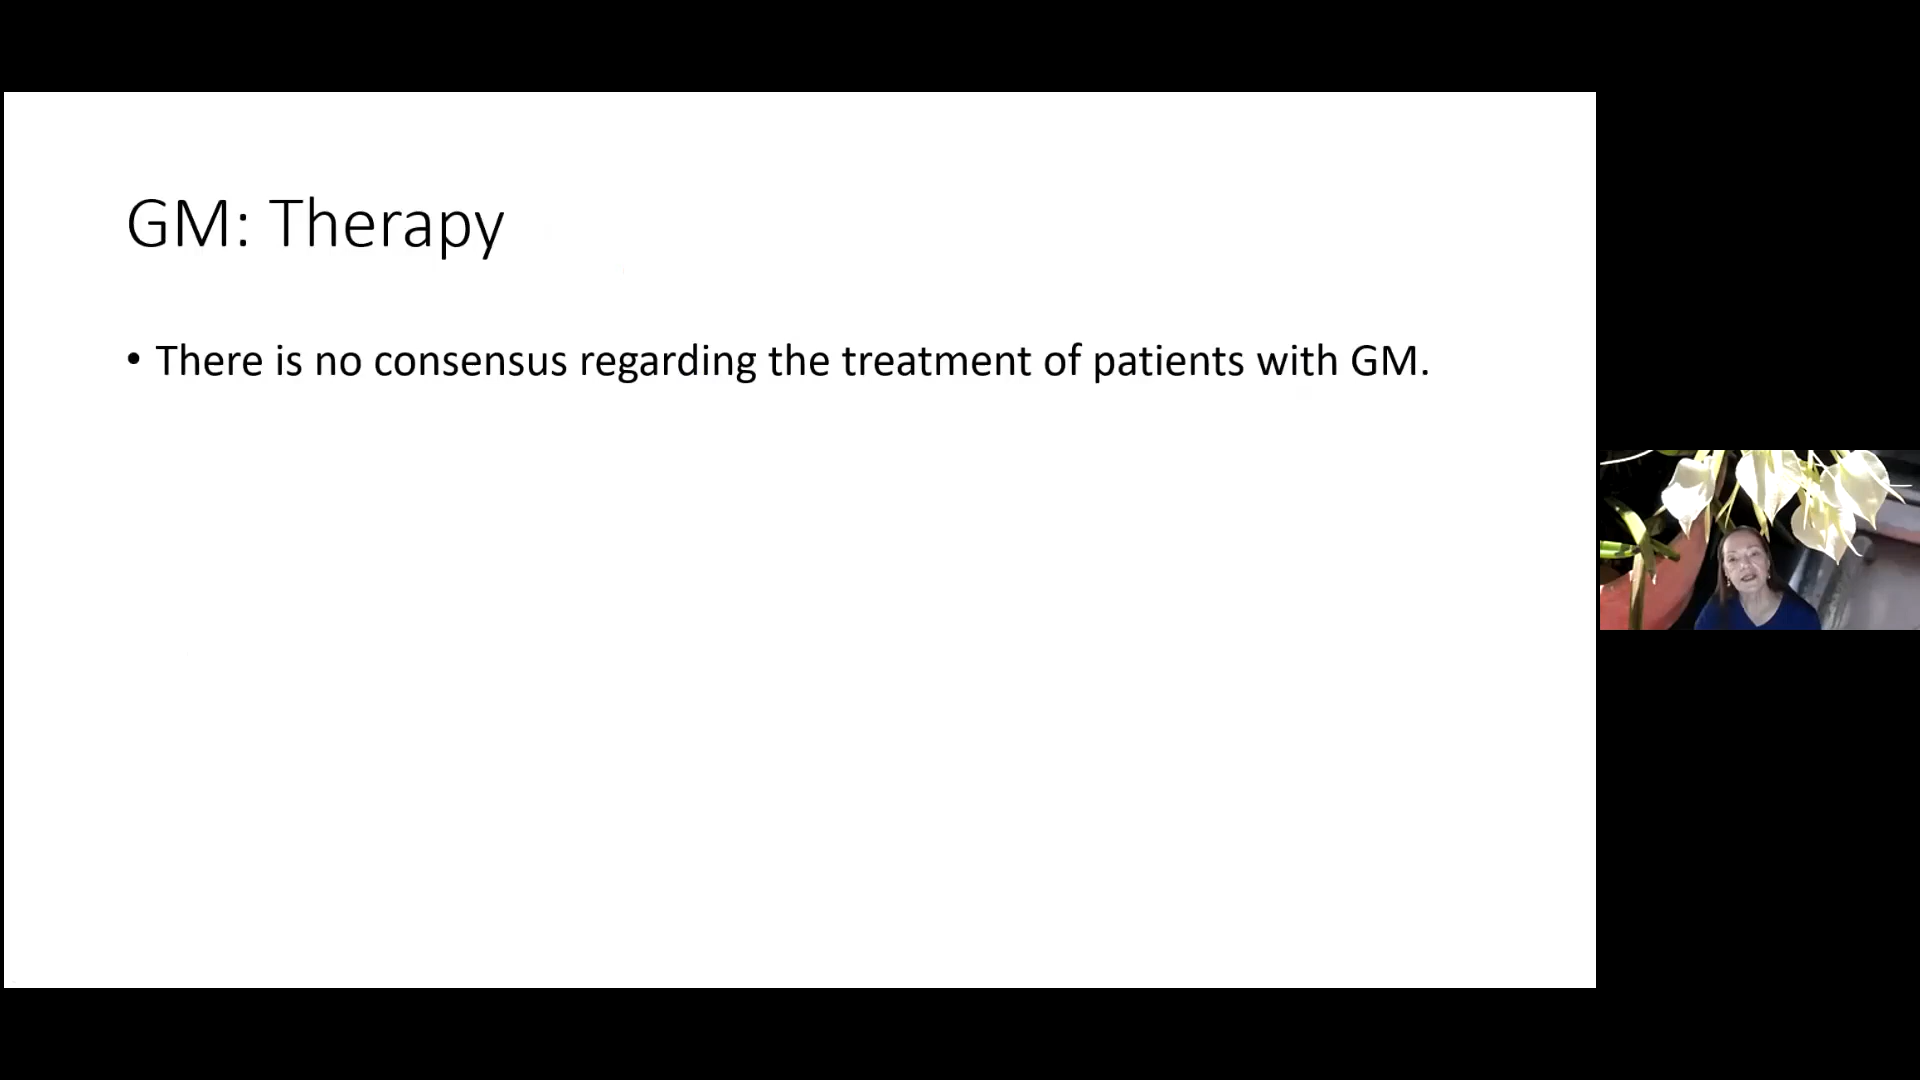 GM: Therapy
• There is no consensus regarding the treatment of patients with GM.